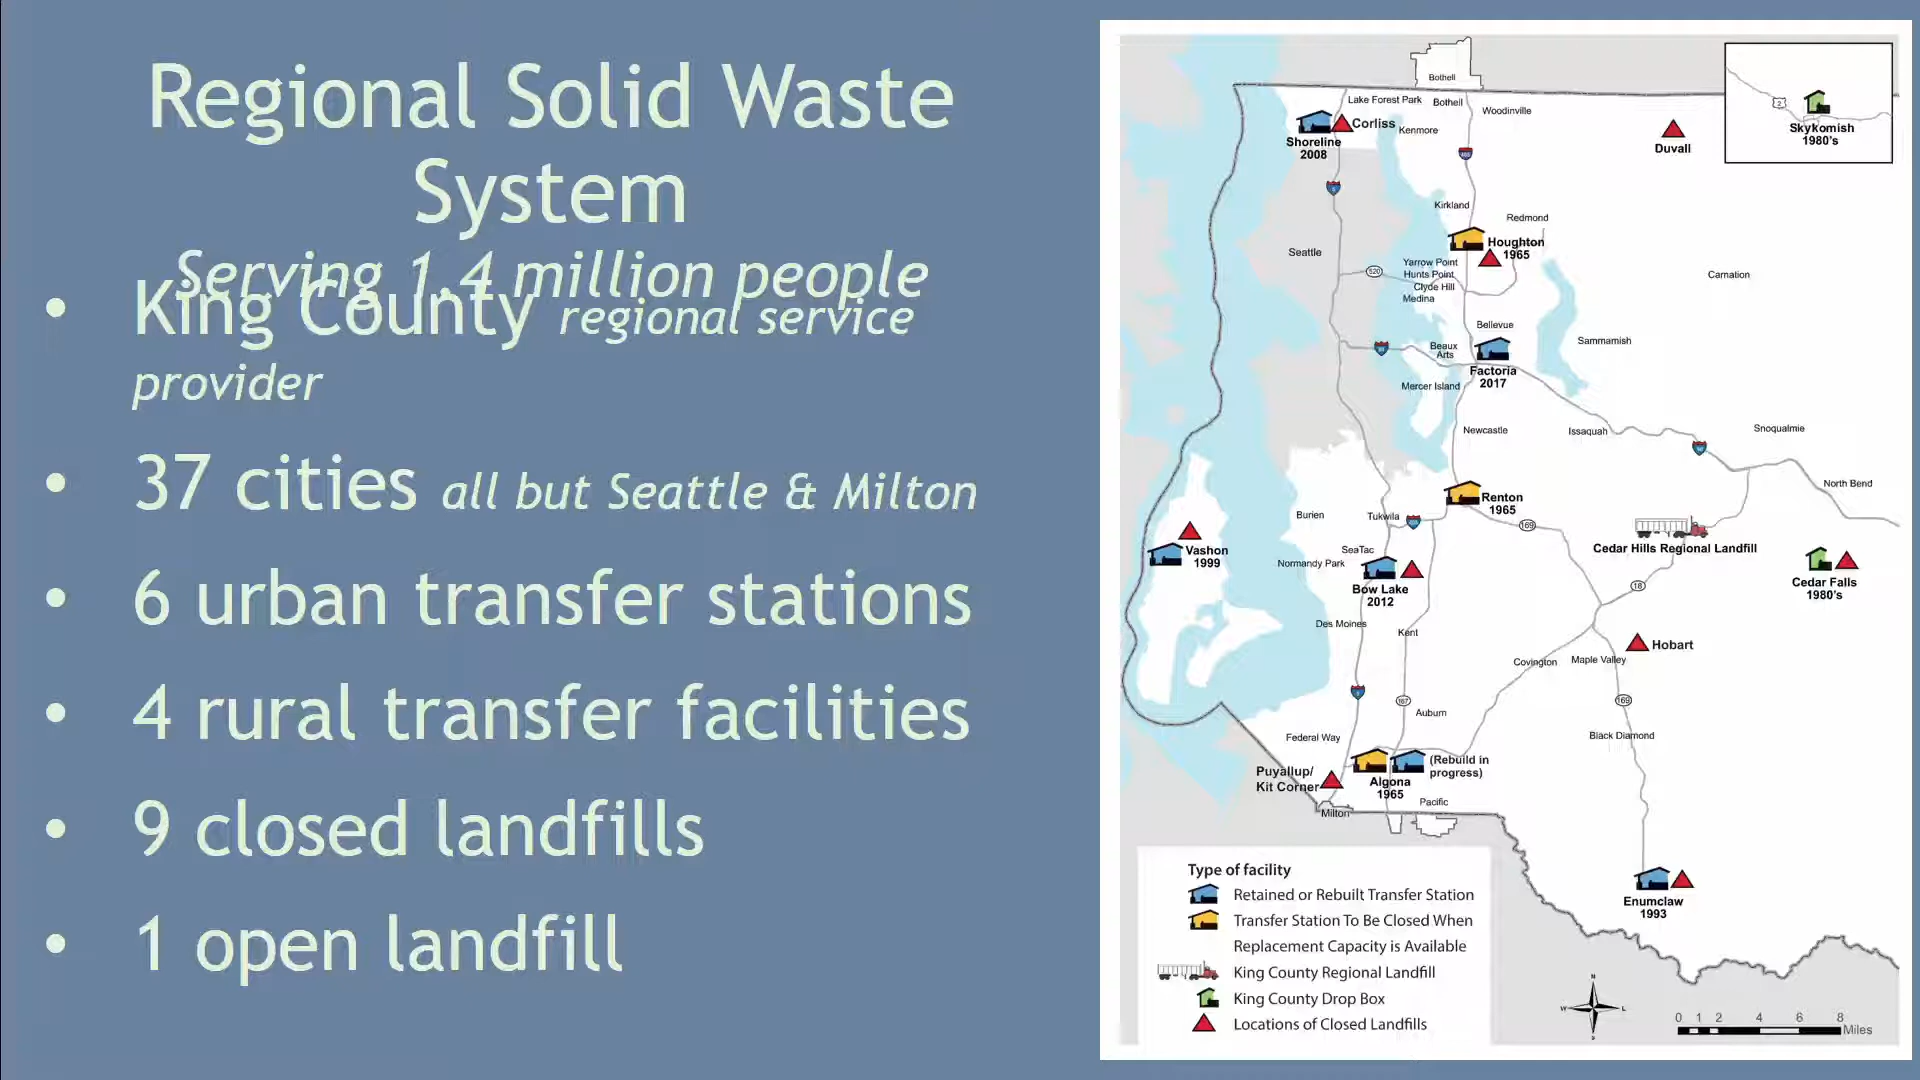 Regional Solid Waste
System
Serving 1.4 million people
• King County regional service
provider
• 37 cities all but Seattle & Milton
• 6 urban transfer stations
• 4 rural transfer facilities
• 9 closed landfills
• 1 open landfill
Bothell
Lake Forest Park
Bothell
Woodinville
Corliss
Kenmore
Shoreline
2008
Duvall
2
Skykomish
1980's
405
5
Kirkland
Redmond
Houghton
1965
Seattle
520
Yarrow Point
Hunts Point
Clyde Hill
Medina
Carnation
Bellevue
Beaux
Arts
Sammamish
Factoria
2017
Mercer Island
Newcastle
Issaquah
Snoqualmie
North Bend
Renton
1965
Burien
Tukwila
169
Cedar Hills Regional Landfill
Vashon
1999
SeaTac
Normandy Park
Bow Lake
2012
Cedar Falls
1980's
18
Des Moines
Kent
Hobart
Covington
Maple Valley
169
167
Auburn
Federal Way
Black Diamond
Puyallup/
Kit Corner
Algona
1965
(Rebuild in
progress)
Pacific
Milton
Enumclaw
1993
Type of facility
Retained or Rebuilt Transfer Station
Transfer Station To Be Closed When
Replacement Capacity is Available
King County Regional Landfill
King County Drop Box
Locations of Closed Landfills
N
W
0 1 2 4 6 8
Miles